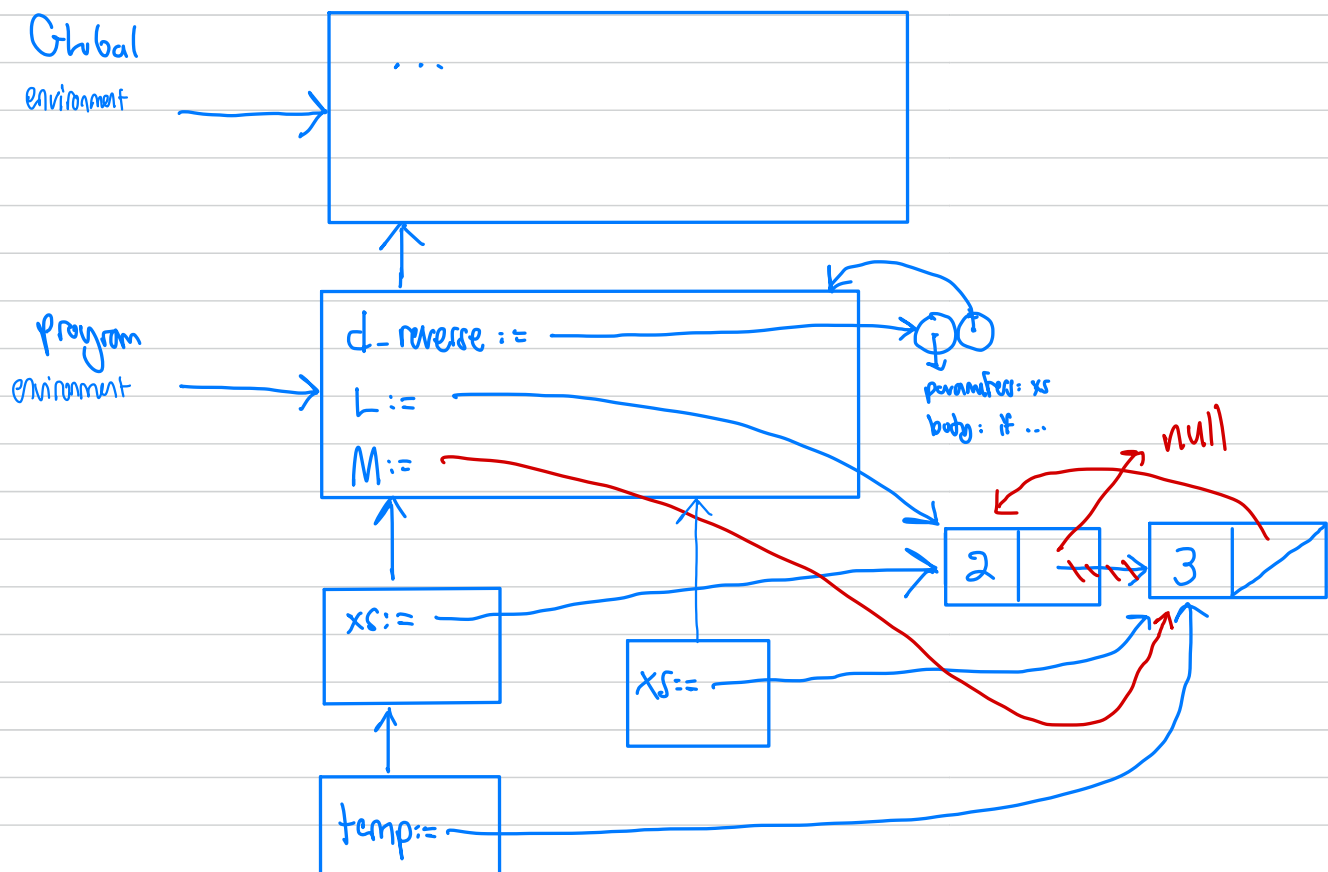 Global
environment
...
program
environment
d_reverse :=
L :=
M :=
parameters: xs
body: if ...
null
2
3
xs :=
xs :=
temp :=